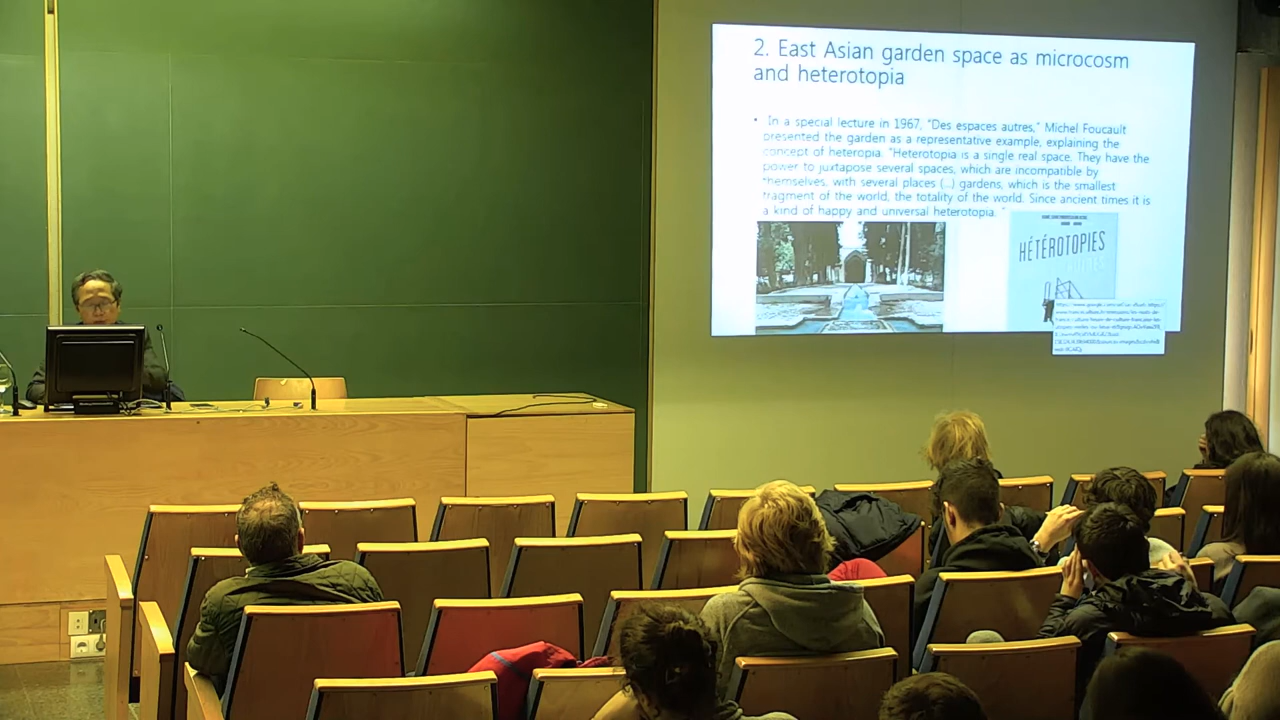 2. East Asian garden space as microcosm
and heterotopia
• In a special lecture in 1967, "Des espaces autres," Michel Foucault
presented the garden as a representative example, explaining the
concept of heteropia. "Heterotopia is a single real space. They have the
power to juxtapose several spaces, which are incompatible by
themselves, with several places (...) gardens, which is the smallest
fragment of the world, the totality of the world. Since ancient times it is
a kind of happy and universal heterotopia. "
HÉTÉROTOPIES